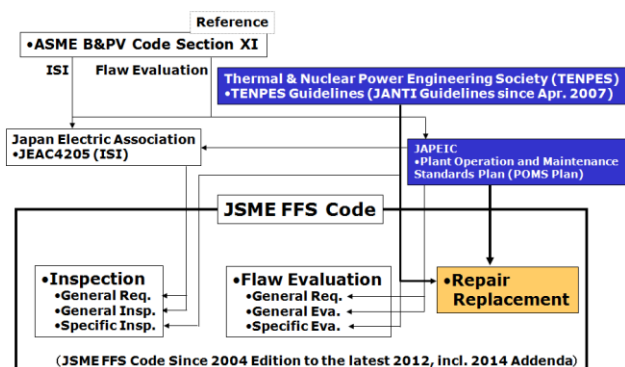 Reference
•ASME B&PV Code Section XI
ISI
Flaw Evaluation
Thermal & Nuclear Power Engineering Society (TENPES)
•TENPES Guidelines (JANTI Guidelines since Apr. 2007)
Japan Electric Association
•JEAC4205 (ISI)
JAPEIC
•Plant Operation and Maintenance
Standards Plan (POMS Plan)
JSME FFS Code
•Inspection
•General Req.
•General Insp.
•Specific Insp.
•Flaw Evaluation
•General Req.
•General Eva.
•Specific Eva.
•Repair
Replacement
(JSME FFS Code Since 2004 Edition to the latest 2012, incl. 2014 Addenda)